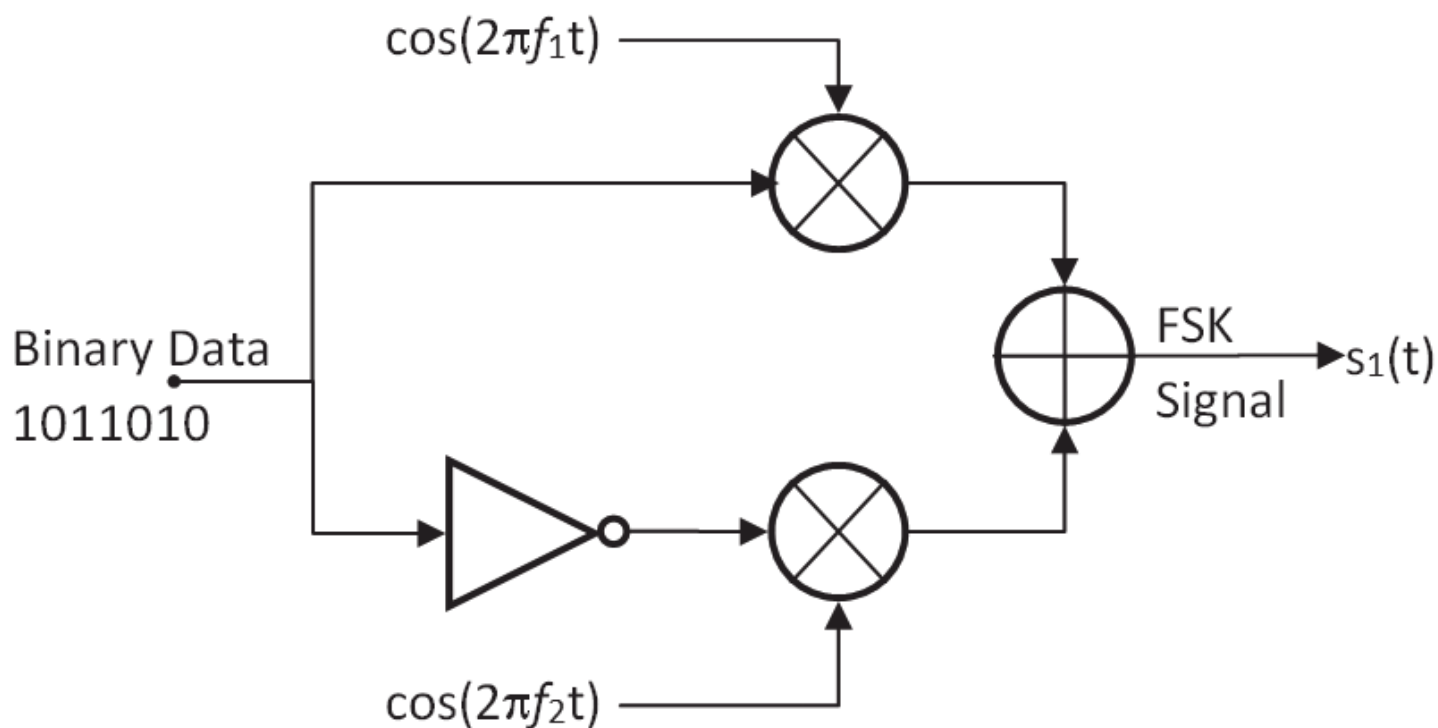 cos(2πf₁t)
Binary Data
1011010
FSK
Signal
s₁(t)
cos(2πf₂t)